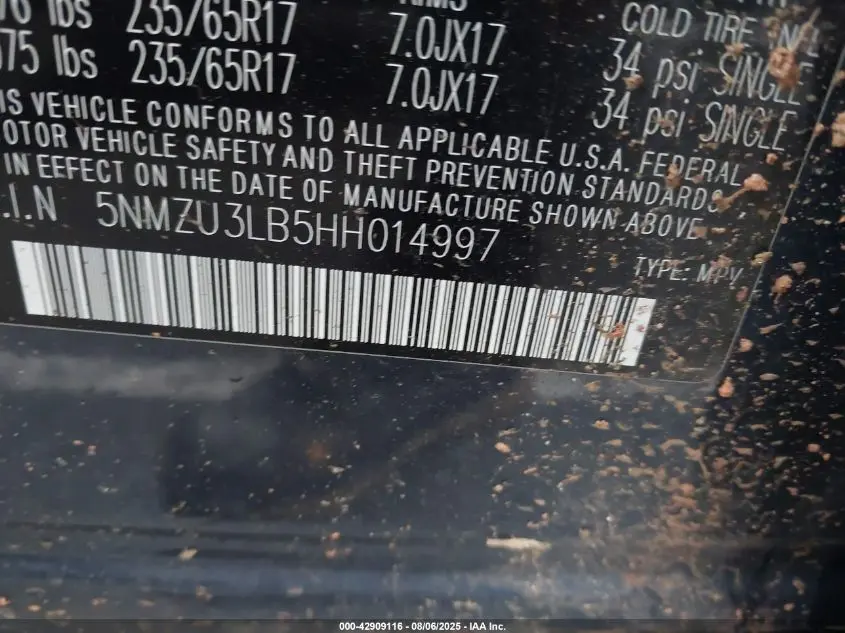 lbs 235/65R17 7.0JX17 COLD TIRE
lbs 235/65R17 7.0JX17 34 psi SINGLE
34 psi SINGLE
IS VEHICLE CONFORMS TO ALL APPLICABLE U.S.A. FEDERAL
OTOR VEHICLE SAFETY AND THEFT PREVENTION STANDARDS
IN EFFECT ON THE DATE OF MANUFACTURE SHOWN ABOVE.
.I.N 5NMZU3LB5HH014997
TYPE: MPV
000-42909116 - 08/06/2025 - IAA Inc.